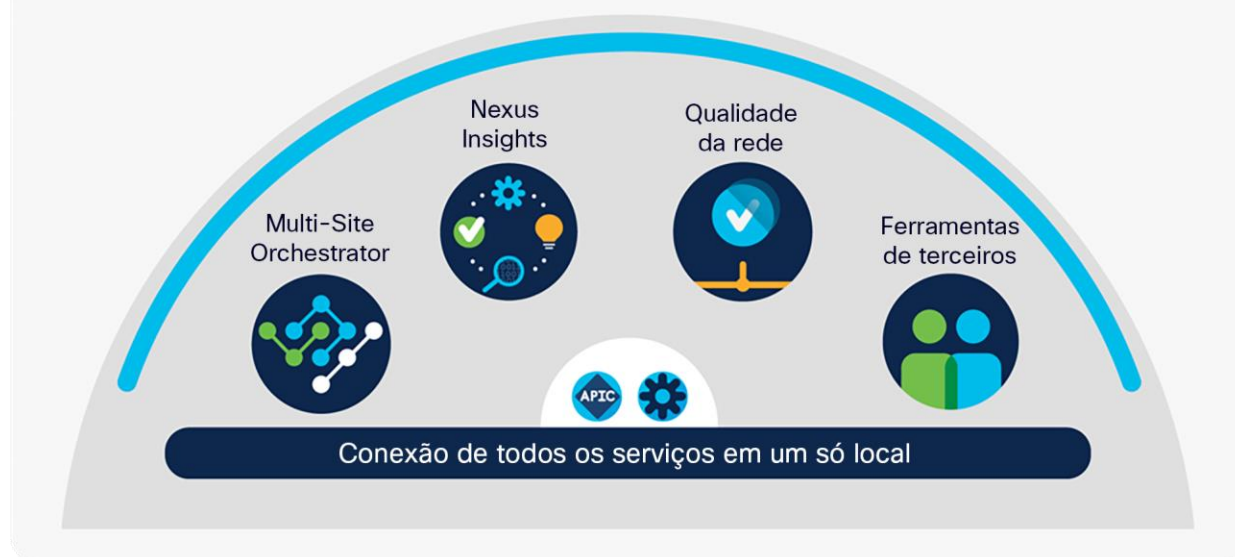 Nexus
Insights
Qualidade
da rede
Multi-Site
Orchestrator
Ferramentas
de terceiros
APIC
Conexão de todos os serviços em um só local